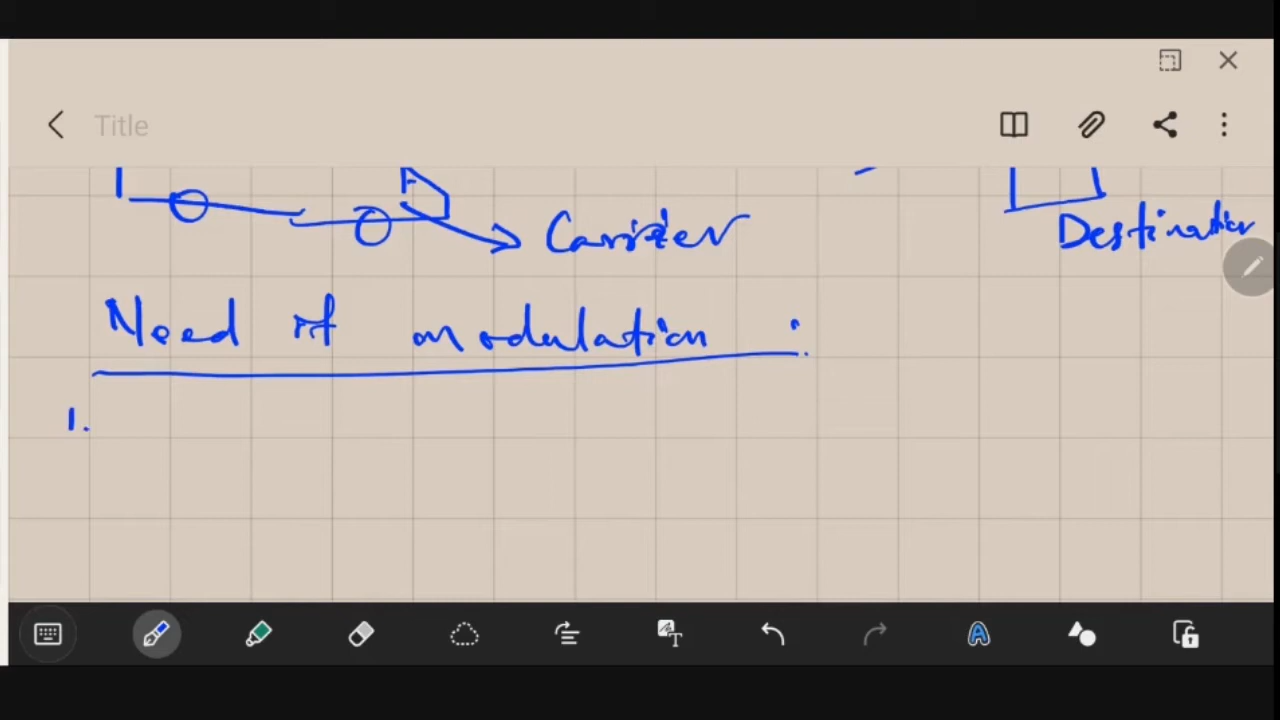 Title
Carrier
Destination
Need of modulation :
1.